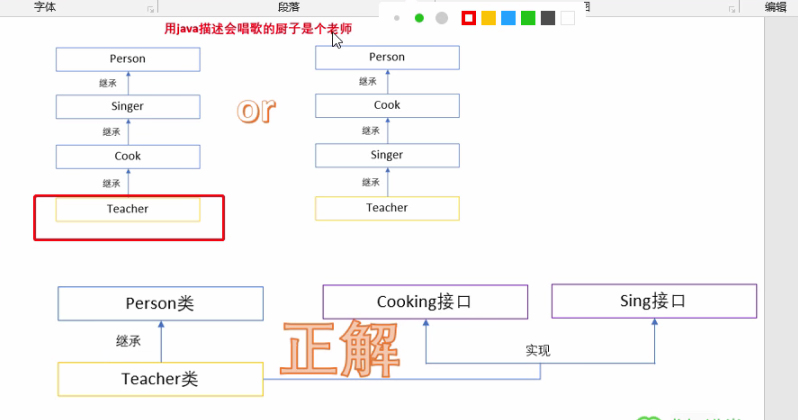 字体
段落
编辑
用java描述会唱歌的厨子是个老师
Person
继承
Singer
继承
Cook
继承
Teacher
or
Person
继承
Cook
继承
Singer
继承
Teacher
Person类
Cooking接口
Sing接口
继承
正解
实现
Teacher类